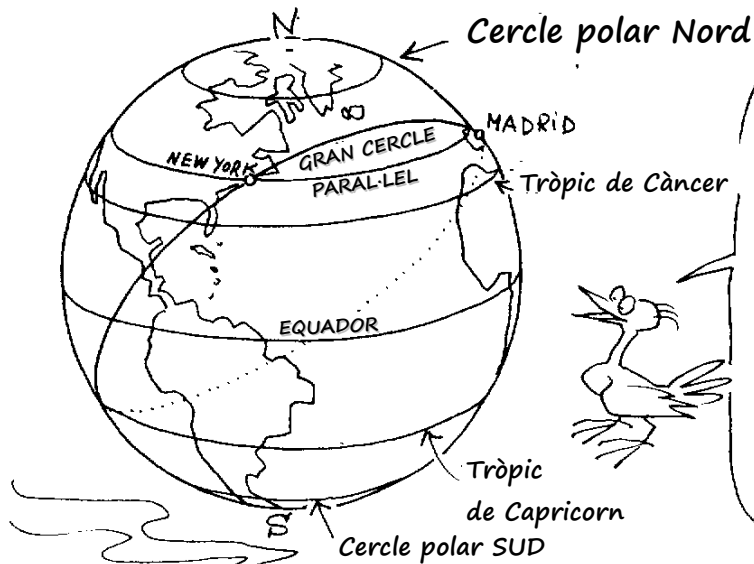 N
Cercle polar Nord
MADRiD
GRAN CERCLE
NEW YORK
PARAL·LEL
Tròpic de Càncer
EQUADOR
Tròpic
de Capricorn
S
Cercle polar SUD